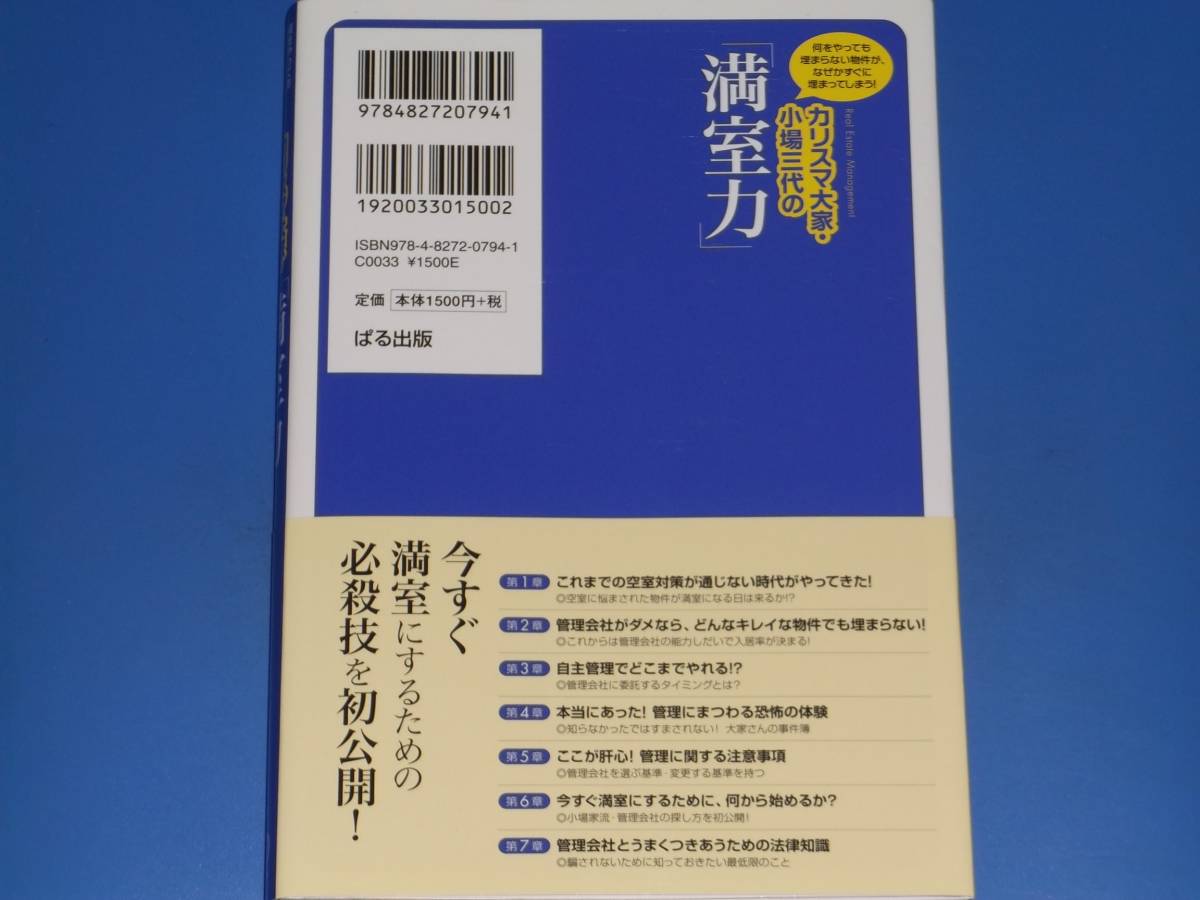 9784827207941
1920033015002
ISBN978-4-8272-0794-1
C0033 ¥1500E
定価 本体1500円+税
ぱる出版
何をやっても
埋まらない物件が、
なぜかすぐに
埋まってしまう!
Real Estate Management
カリスマ大家・
小場三代の
「満室力」
今すぐ
満室にするための
必殺技を初公開!
第1章 これまでの空室対策が通じない時代がやってきた!
◎空室に悩まされた物件が満室になる日は来るか!?
第2章 管理会社がダメなら、どんなキレイな物件でも埋まらない!
◎これからは管理会社の能力しだいで入居率が決まる!
第3章 自主管理でどこまでやれる!?
◎管理会社に委託するタイミングとは?
第4章 本当にあった! 管理にまつわる恐怖の体験
◎知らなかったではすまされない! 大家さんの事件簿
第5章 ここが肝心! 管理に関する注意事項
◎管理会社を選ぶ基準・変更する基準を持つ
第6章 今すぐ満室にするために、何から始めるか?
◎小場家流・管理会社の探し方を初公開!
第7章 管理会社とうまくつきあうための法律知識
◎騙されないために知っておきたい最低限のこと